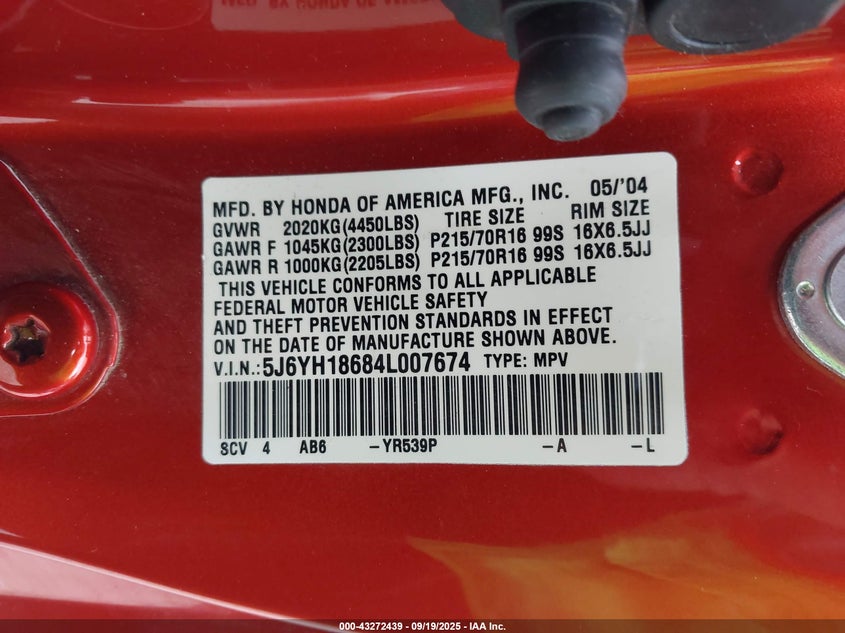 MFD. BY HONDA OF AMERICA MFG., INC. 05/'04
GVWR 2020KG(4450LBS) TIRE SIZE RIM SIZE
GAWR F 1045KG(2300LBS) P215/70R16 99S 16X6.5JJ
GAWR R 1000KG(2205LBS) P215/70R16 99S 16X6.5JJ
THIS VEHICLE CONFORMS TO ALL APPLICABLE
FEDERAL MOTOR VEHICLE SAFETY
AND THEFT PREVENTION STANDARDS IN EFFECT
ON THE DATE OF MANUFACTURE SHOWN ABOVE.
V.I.N.:5J6YH18684L007674 TYPE: MPV
SCV 4 AB6 -YR539P -A -L
000-43272439 - 09/19/2025 - IAA Inc.